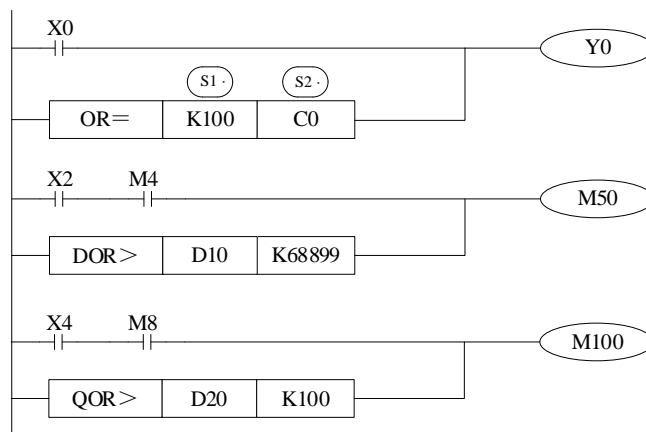 X0
Y0
S1· S2·
OR= K100 C0
X2 M4
M50
DOR> D10 K68899
X4 M8
M100
QOR> D20 K100